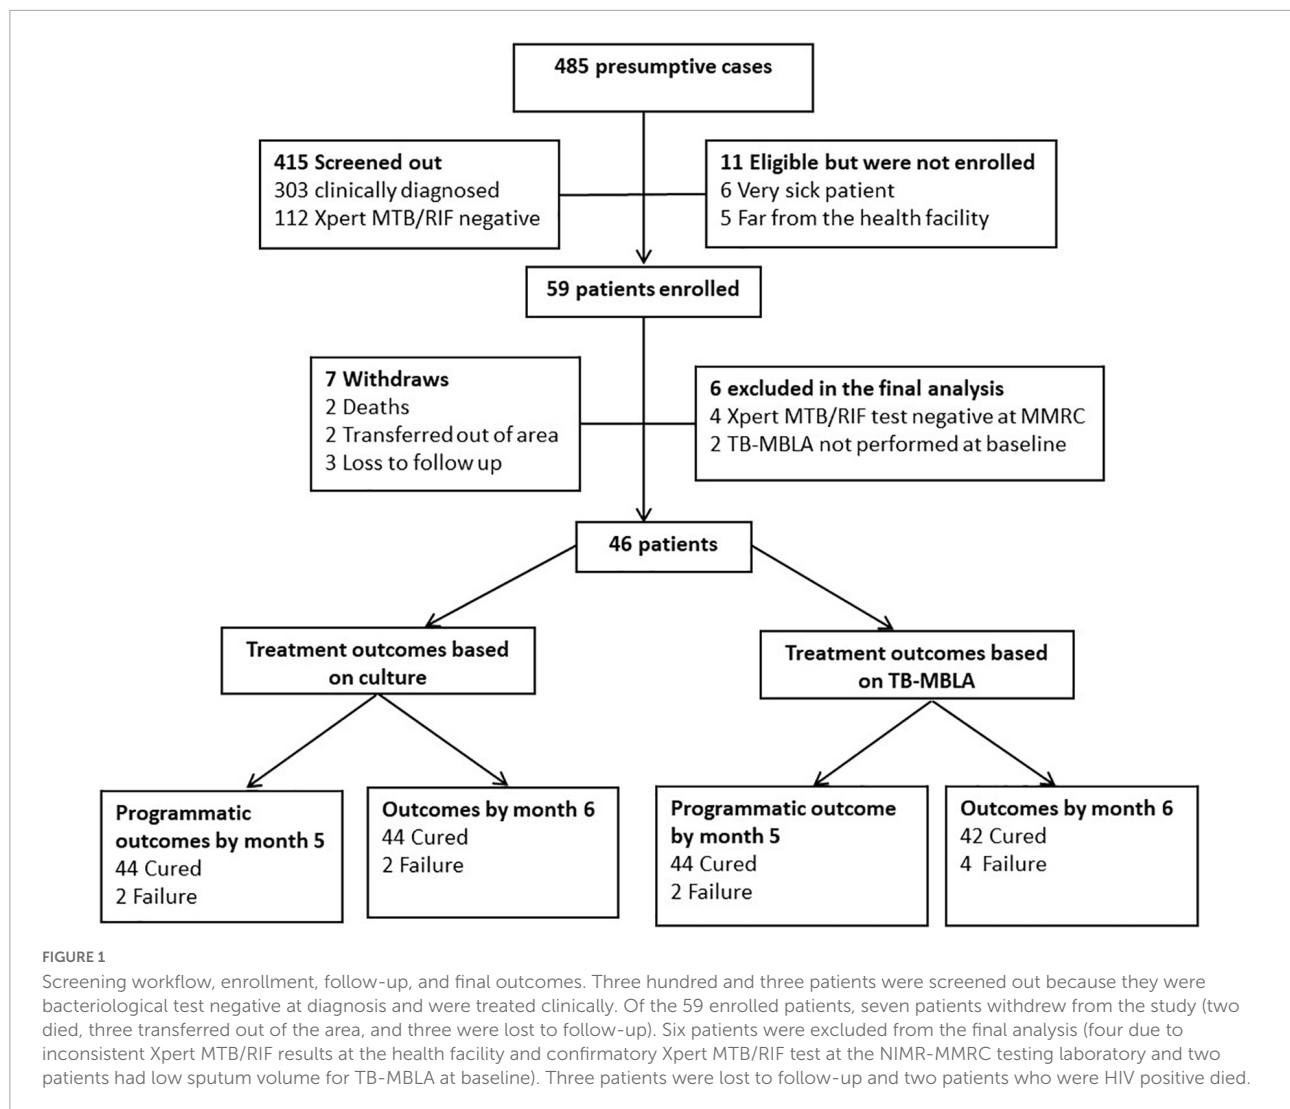 485 presumptive cases
415 Screened out
303 clinically diagnosed
112 Xpert MTB/RIF negative
11 Eligible but were not enrolled
6 Very sick patient
5 Far from the health facility
59 patients enrolled
7 Withdraws
2 Deaths
2 Transferred out of area
3 Loss to follow up
6 excluded in the final analysis
4 Xpert MTB/RIF test negative at MMRC
2 TB-MBLA not performed at baseline
46 patients
Treatment outcomes based
on culture
Treatment outcomes based
on TB-MBLA
Programmatic
outcomes by month 5
44 Cured
2 Failure
Outcomes by month 6
44 Cured
2 Failure
Programmatic outcome
by month 5
44 Cured
2 Failure
Outcomes by month 6
42 Cured
4 Failure
FIGURE 1
Screening workflow, enrollment, follow-up, and final outcomes. Three hundred and three patients were screened out because they were
bacteriological test negative at diagnosis and were treated clinically. Of the 59 enrolled patients, seven patients withdrew from the study (two
died, three transferred out of the area, and three were lost to follow-up). Six patients were excluded from the final analysis (four due to
inconsistent Xpert MTB/RIF results at the health facility and confirmatory Xpert MTB/RIF test at the NIMR-MMRC testing laboratory and two
patients had low sputum volume for TB-MBLA at baseline). Three patients were lost to follow-up and two patients who were HIV positive died.